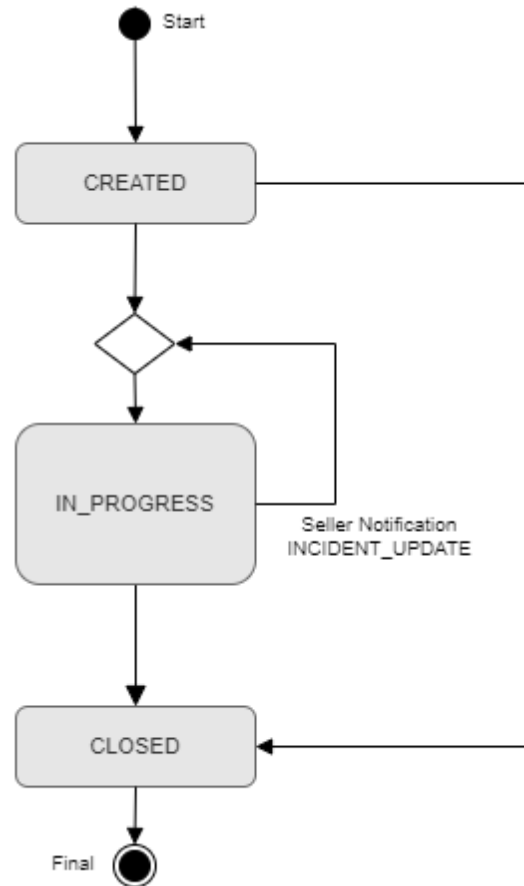 Start
CREATED
IN_PROGRESS
Seller Notification
INCIDENT_UPDATE
CLOSED
Final